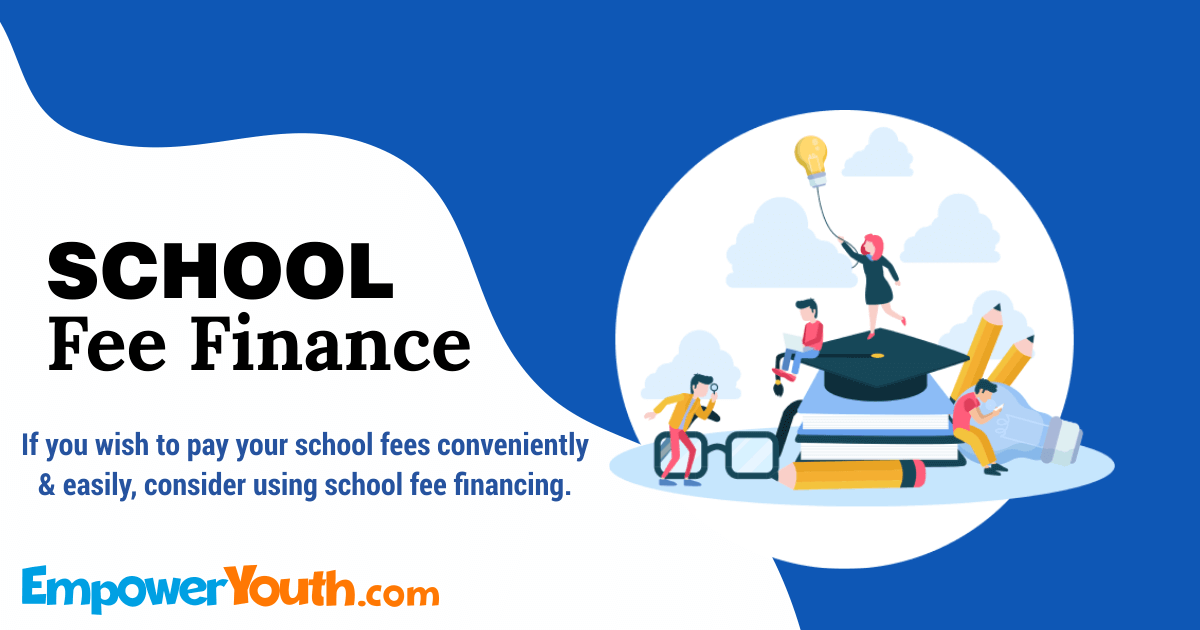 SCHOOL
Fee Finance
If you wish to pay your school fees conveniently
& easily, consider using school fee financing.
EmpowerYouth.com